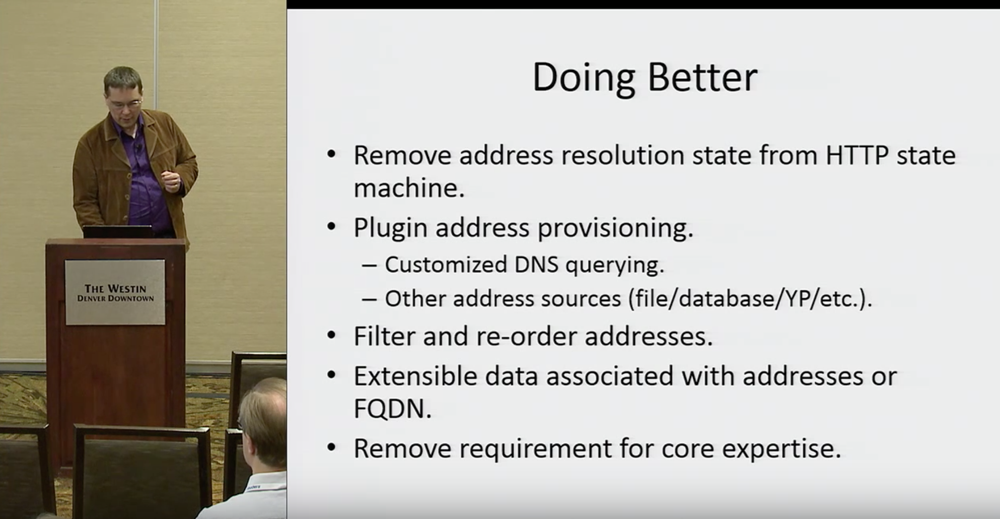 Doing Better
• Remove address resolution state from HTTP state
machine.
• Plugin address provisioning.
– Customized DNS querying.
– Other address sources (file/database/YP/etc.).
• Filter and re-order addresses.
• Extensible data associated with addresses or
FQDN.
• Remove requirement for core expertise.
THE WESTIN
DENVER DOWNTOWN